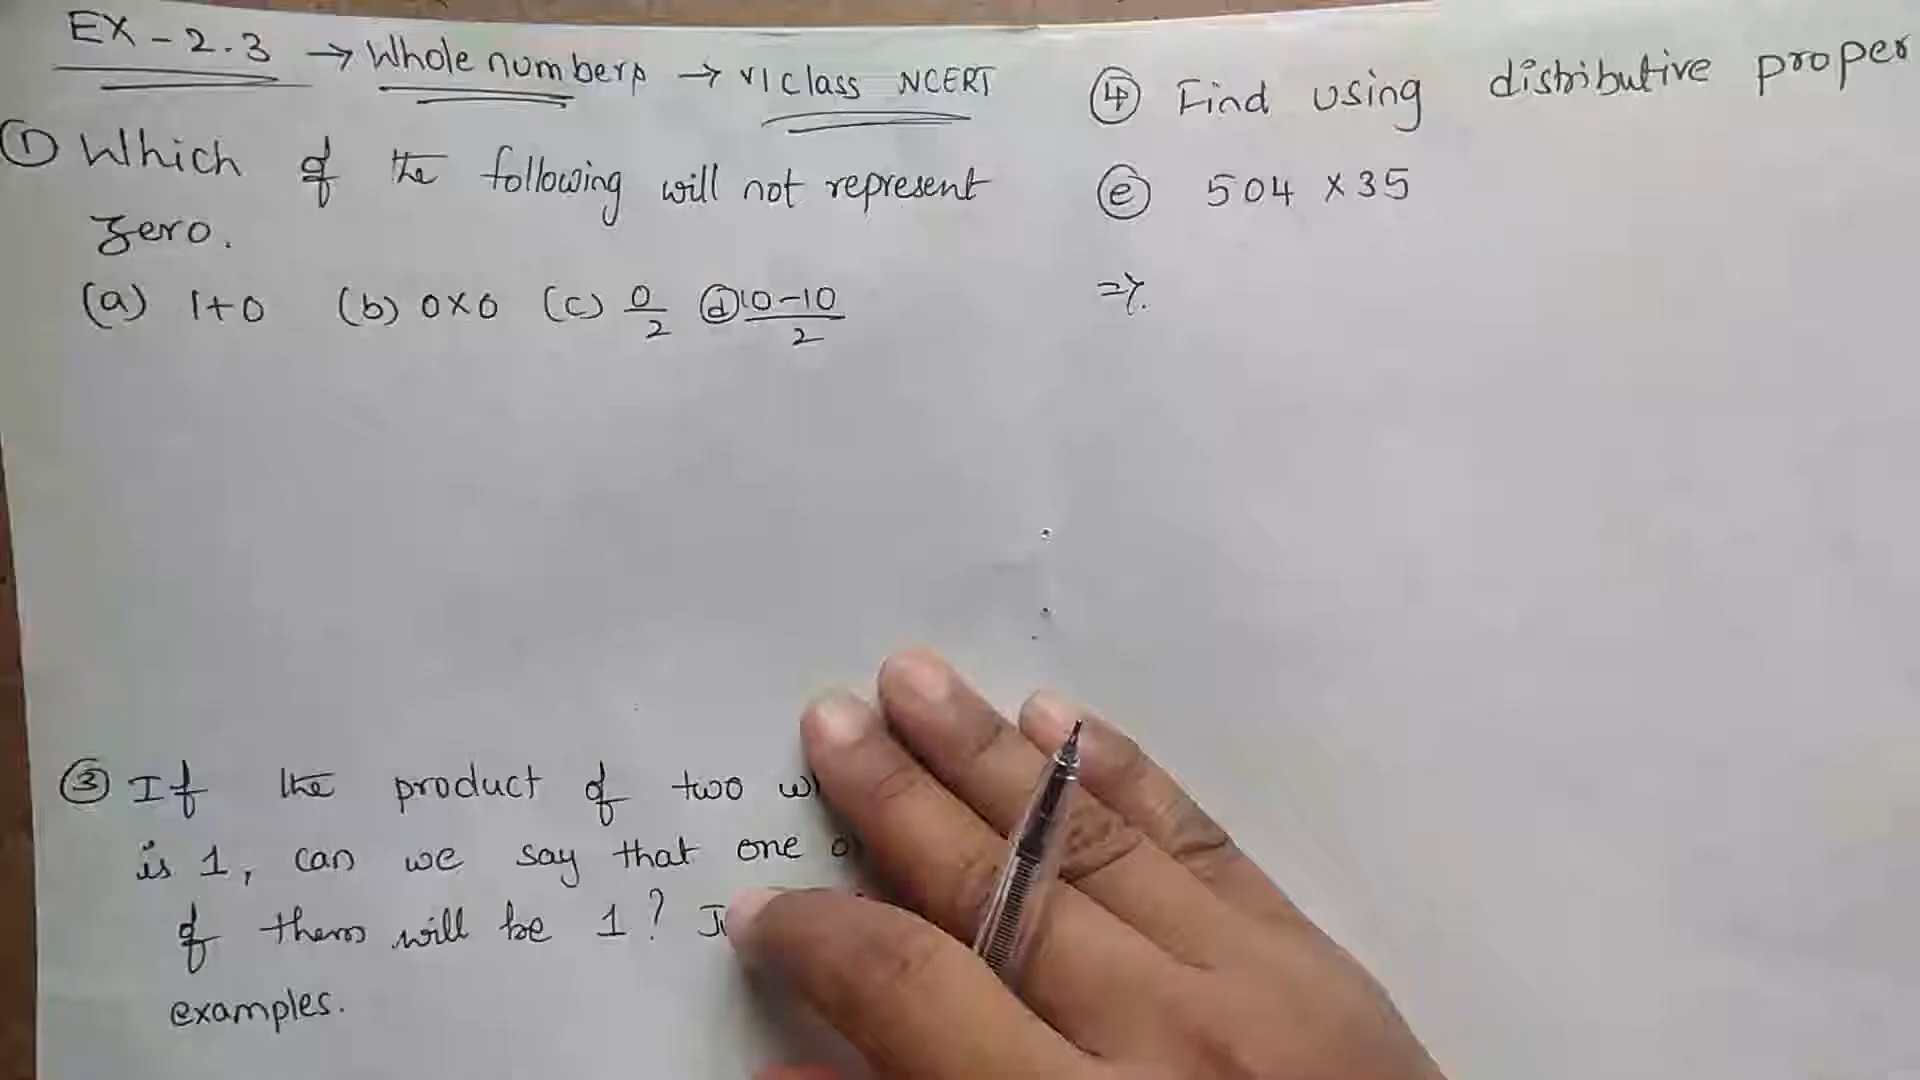 EX-2.3 → Whole numbers → VI Class NCERT
① Which of the following will not represent
zero.
(a) 1+0 (b) 0×0 (c) 0/2 ⓓ 10-10/2
③ If the product of two
is 1, can we say that one
of them will be 1?
examples.
④ Find using distributive proper
ⓔ 504 × 35
⇒